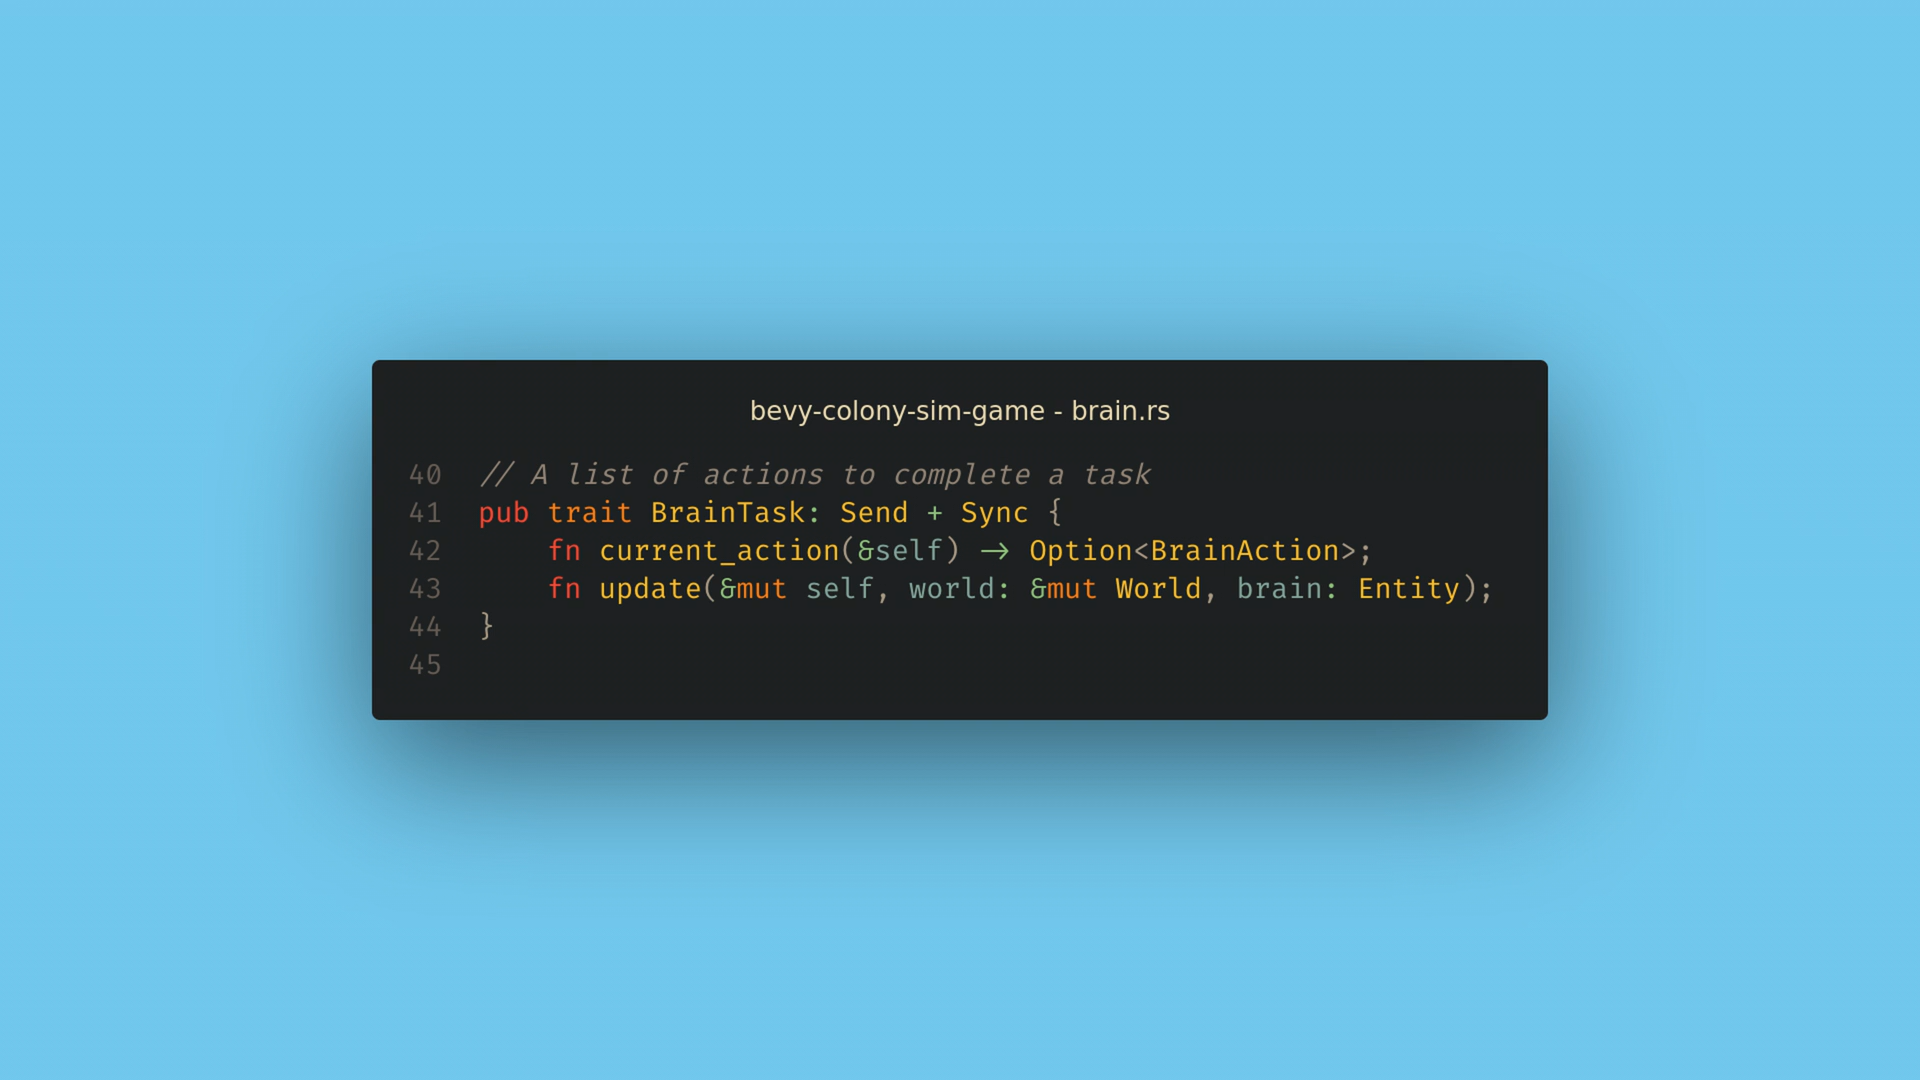 bevy-colony-sim-game - brain.rs
40 // A list of actions to complete a task
41 pub trait BrainTask: Send + Sync {
42     fn current_action(&self) -> Option<BrainAction>;
43     fn update(&mut self, world: &mut World, brain: Entity);
44 }
45